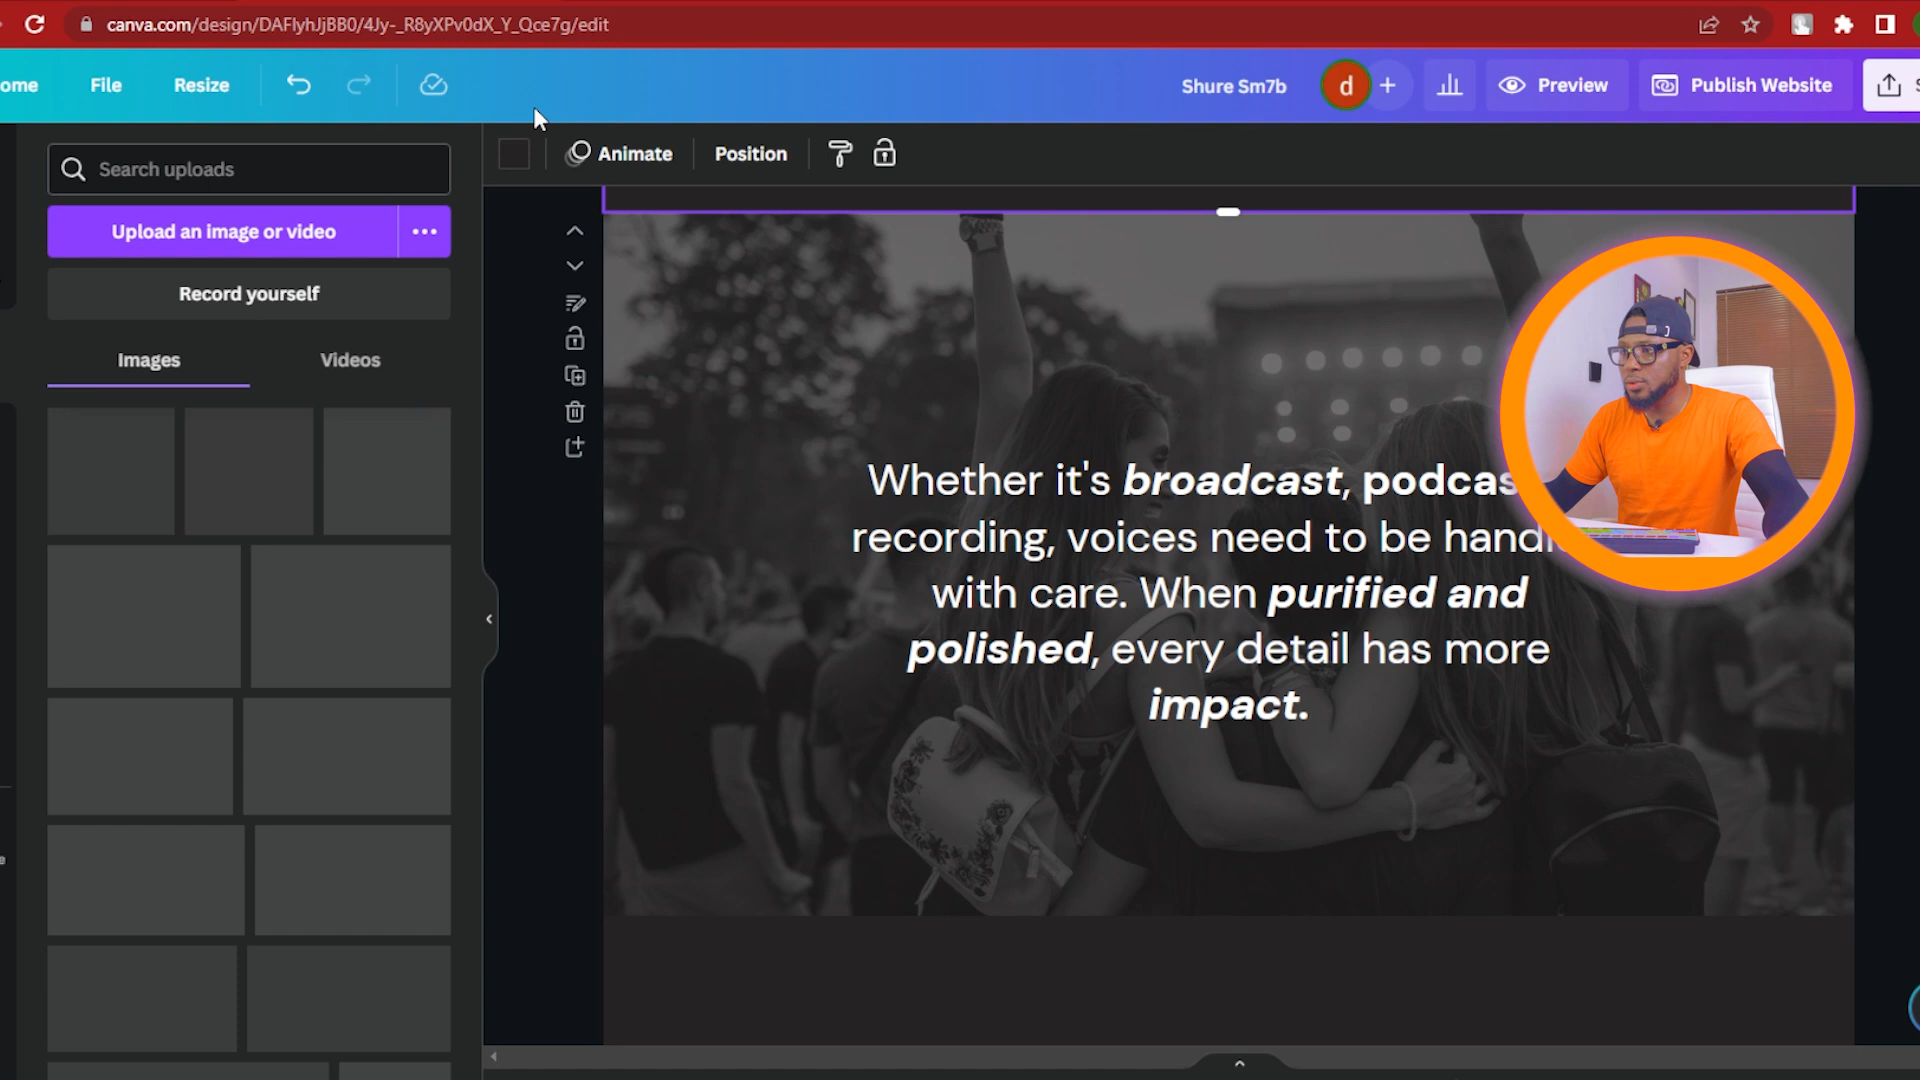 canva.com/design/DAFlyhJjBB0/4Jy-_R8yXPv0dX_Y_Qce7g/edit
ome File Resize Shure Sm7b d + Preview Publish Website S
Search uploads
Animate Position
Upload an image or video
Record yourself
Images Videos
Whether it's broadcast, podcas
recording, voices need to be hand
with care. When purified and
polished, every detail has more
impact.
e